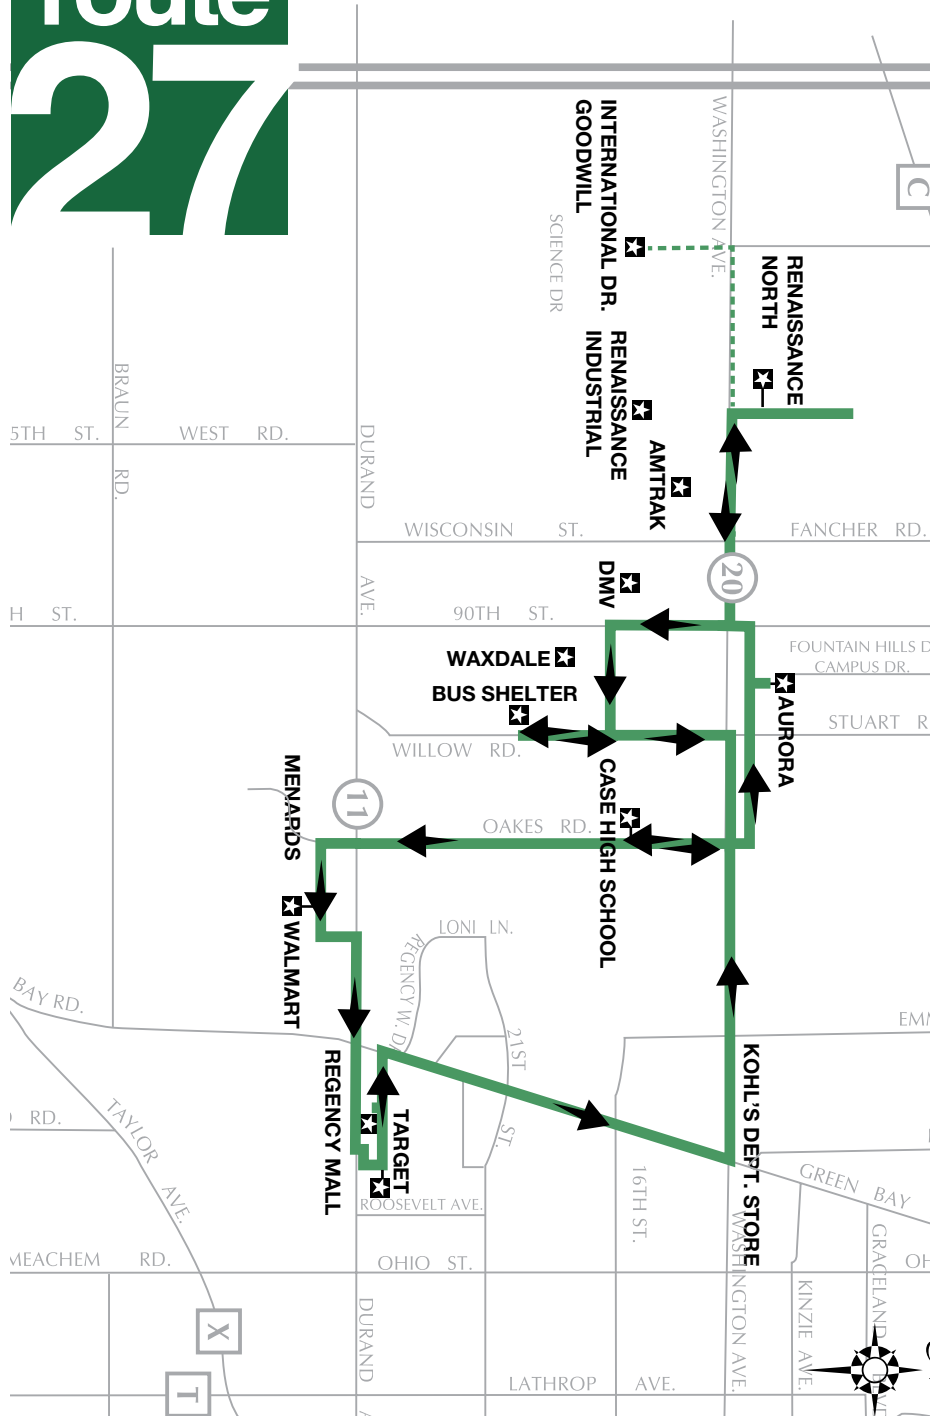 route
27
INTERNATIONAL DR.
GOODWILL
SCIENCE DR
WASHINGTON AVE.
C
RENAISSANCE
NORTH
RENAISSANCE
INDUSTRIAL
AMTRAK
BRAUN RD.
5TH ST.
WEST RD.
DURAND AVE.
WISCONSIN ST.
FANCHER RD.
20
DMV
H ST.
90TH ST.
FOUNTAIN HILLS D
CAMPUS DR.
WAXDALE
BUS SHELTER
AURORA
STUART R
WILLOW RD.
MENARDS
11
CASE HIGH SCHOOL
OAKES RD.
WALMART
LONI LN.
REGENCY W. D
BAY RD.
21ST ST.
EMM
REGENCY MALL
KOHL'S DEPT. STORE
TARGET
RD.
TAYLOR AVE.
16TH ST.
GREEN BAY
ROOSEVELT AVE.
MEACHEM RD.
OHIO ST.
OH
WASHINGTON AVE.
GRACELAND BLVD
KINZIE AVE.
X
DURAND A
T
LATHROP AVE.